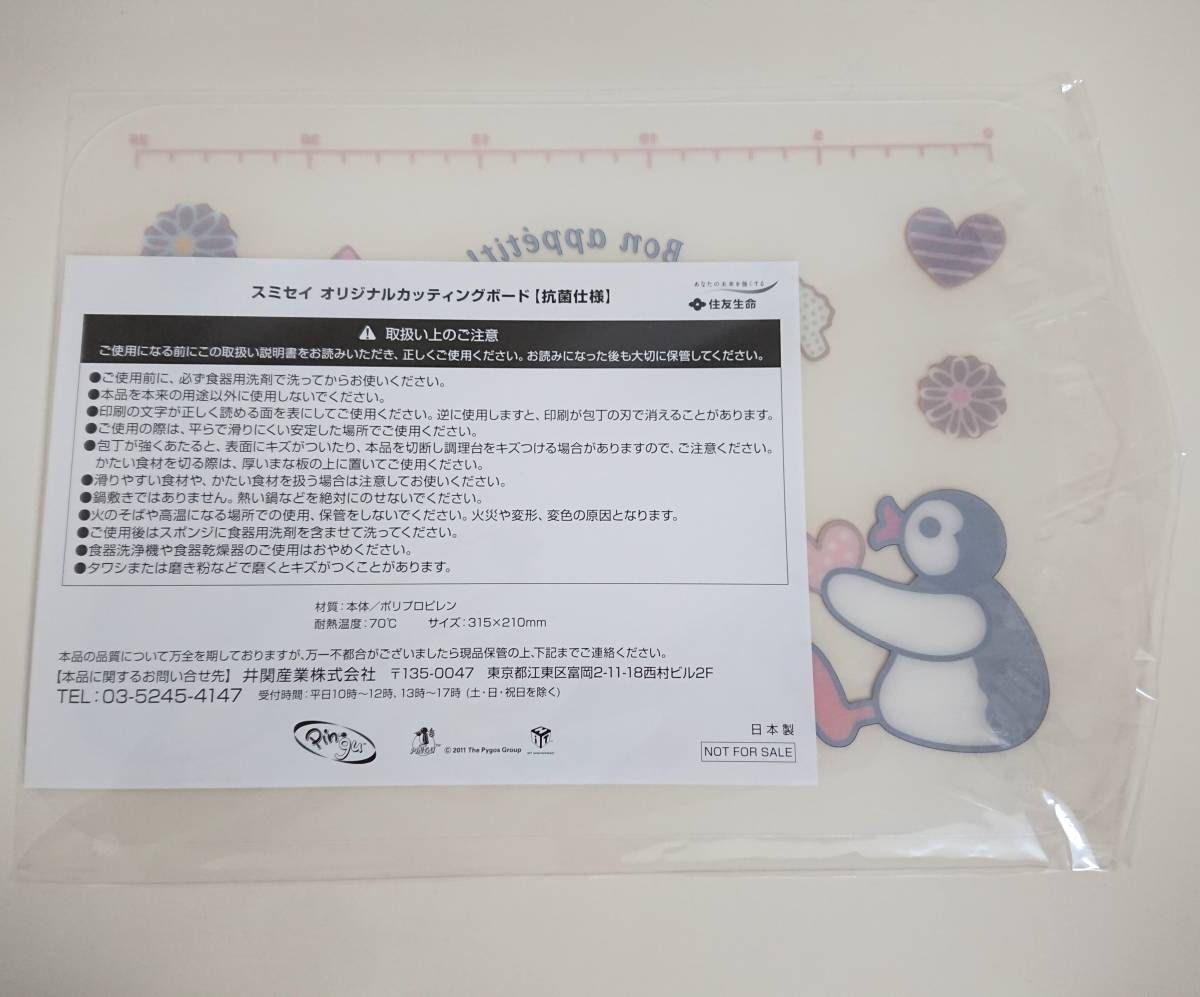 25 20 15 10 5 0
Bon appétit!
スミセイ オリジナルカッティングボード【抗菌仕様】
あなたの未来を強くする
住友生命
取扱い上のご注意
ご使用になる前にこの取扱い説明書をお読みいただき、正しくご使用ください。お読みになった後も大切に保管してください。
●ご使用前に、必ず食器用洗剤で洗ってからお使いください。
●本品を本来の用途以外に使用しないでください。
●印刷の文字が正しく読める面を表にしてご使用ください。逆に使用しますと、印刷が包丁の刃で消えることがあります。
●ご使用の際は、平らで滑りにくい安定した場所でご使用ください。
●包丁が強くあたると、表面にキズがついたり、本品を切断し調理台をキズつける場合がありますので、ご注意ください。
かたい食材を切る際は、厚いまな板の上に置いてご使用ください。
●滑りやすい食材や、かたい食材を扱う場合は注意してお使いください。
●鍋敷きではありません。熱い鍋などを絶対にのせないでください。
●火のそばや高温になる場所での使用、保管をしないでください。火災や変形、変色の原因となります。
●ご使用後はスポンジに食器用洗剤を含ませて洗ってください。
●食器洗浄機や食器乾燥器のご使用はおやめください。
●タワシまたは磨き粉などで磨くとキズがつくことがあります。
材質：本体／ポリプロピレン
耐熱温度：70℃ サイズ：315×210mm
本品の品質について万全を期しておりますが、万一不都合がございましたら現品保管の上、下記までご連絡ください。
【本品に関するお問い合せ先】 井関産業株式会社 〒135-0047 東京都江東区富岡2-11-18西村ビル2F
TEL：03-5245-4147 受付時間：平日10時～12時、13時～17時（土・日・祝日を除く）
Pingu
PYGOS © 2011 The Pygos Group
日本製
NOT FOR SALE